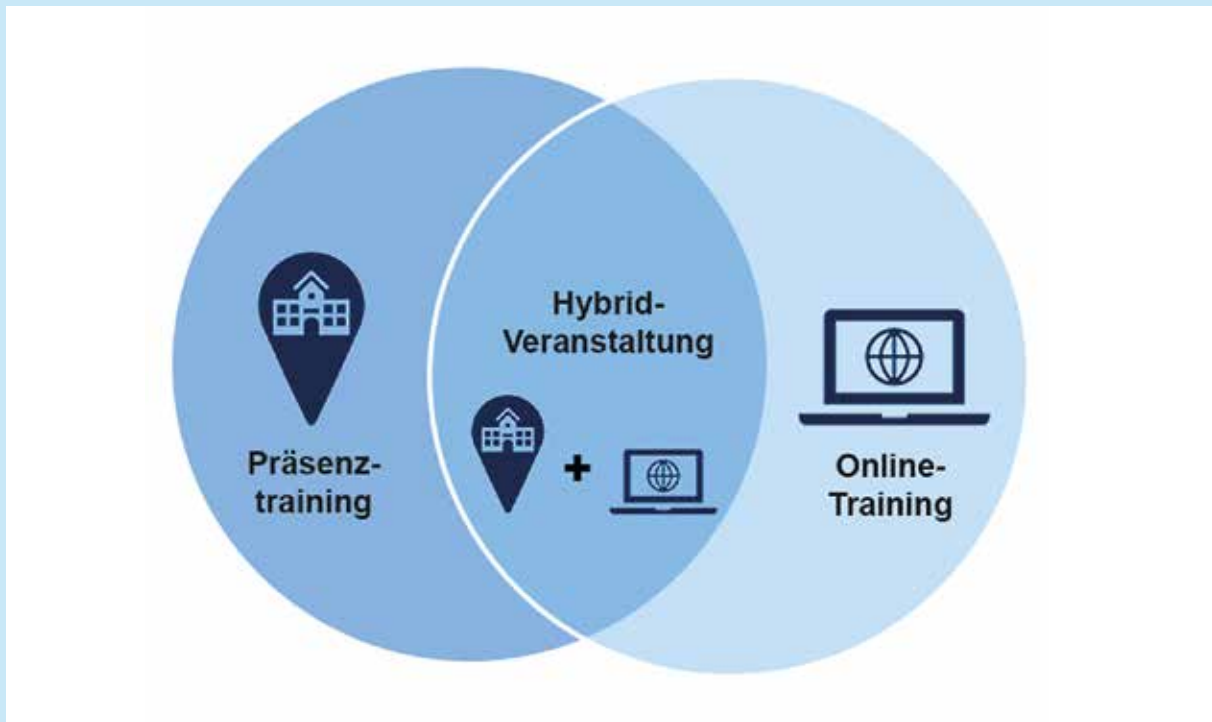 Hybrid-
Veranstaltung
Präsenz-
training
+
Online-
Training